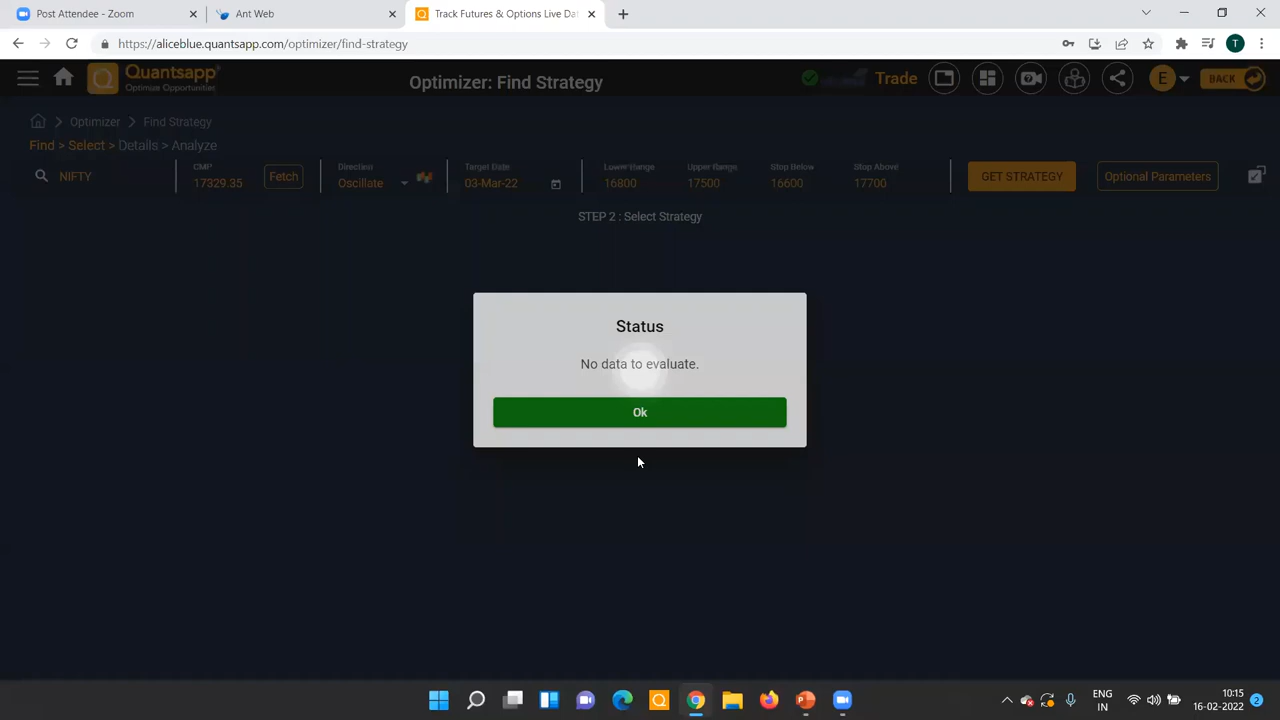 Post Attendee - Zoom
Ant Web
Track Futures & Options Live Dat
https://aliceblue.quantsapp.com/optimizer/find-strategy
T
Quantsapp
Optimum Opportunities
Optimizer: Find Strategy
Trade
E
BACK
Optimizer > Find Strategy
Find > Select > Details > Analyze
NIFTY
CMP
17329.35
Fetch
Direction
Oscillate
Target Date
03-Mar-22
Lower Range
16800
Upper Range
17500
Stop Below
16600
Stop Above
17700
GET STRATEGY
Optional Parameters
STEP 2 : Select Strategy
Status
No data to evaluate.
Ok
ENG
IN
10:15
16-02-2022
2